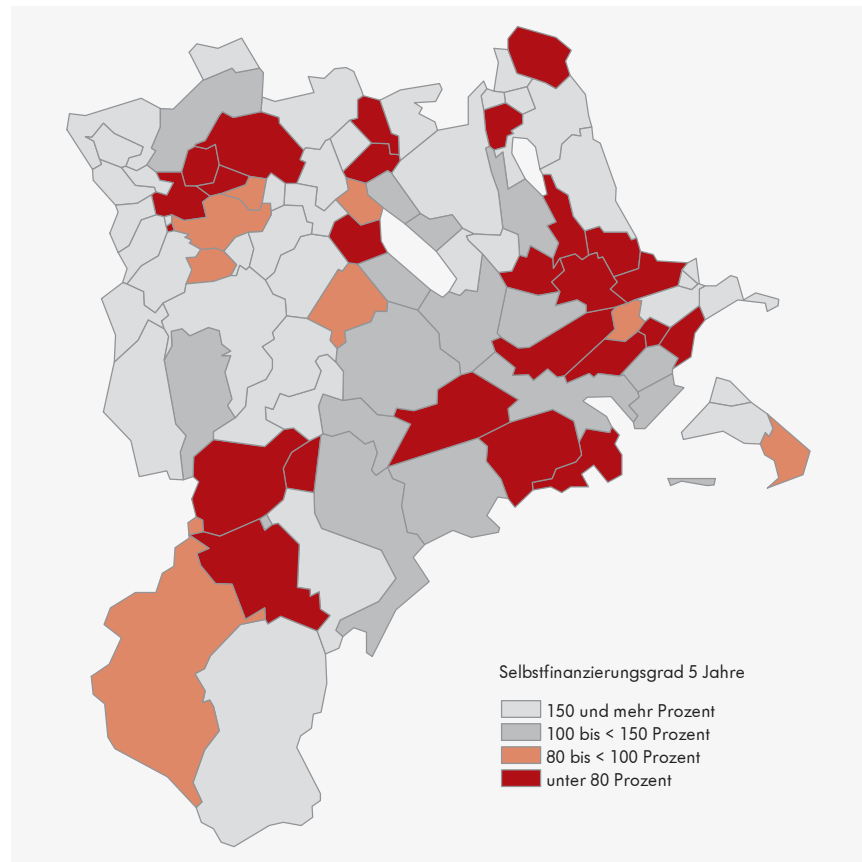 Selbstfinanzierungsgrad 5 Jahre
150 und mehr Prozent
100 bis < 150 Prozent
80 bis < 100 Prozent
unter 80 Prozent